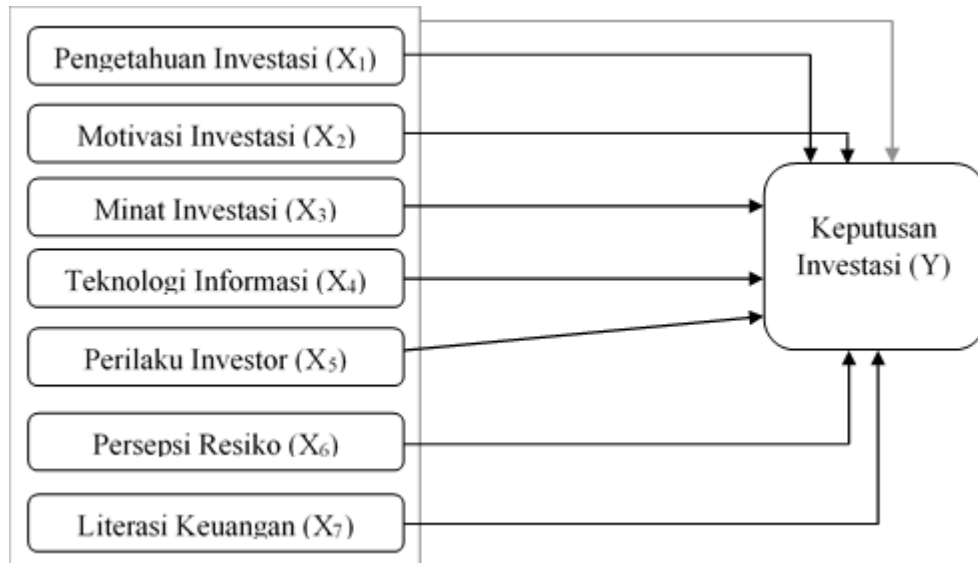 Pengetahuan Investasi (X₁)
Motivasi Investasi (X₂)
Minat Investasi (X₃)
Teknologi Informasi (X₄)
Perilaku Investor (X₅)
Persepsi Resiko (X₆)
Literasi Keuangan (X₇)
Keputusan
Investasi (Y)